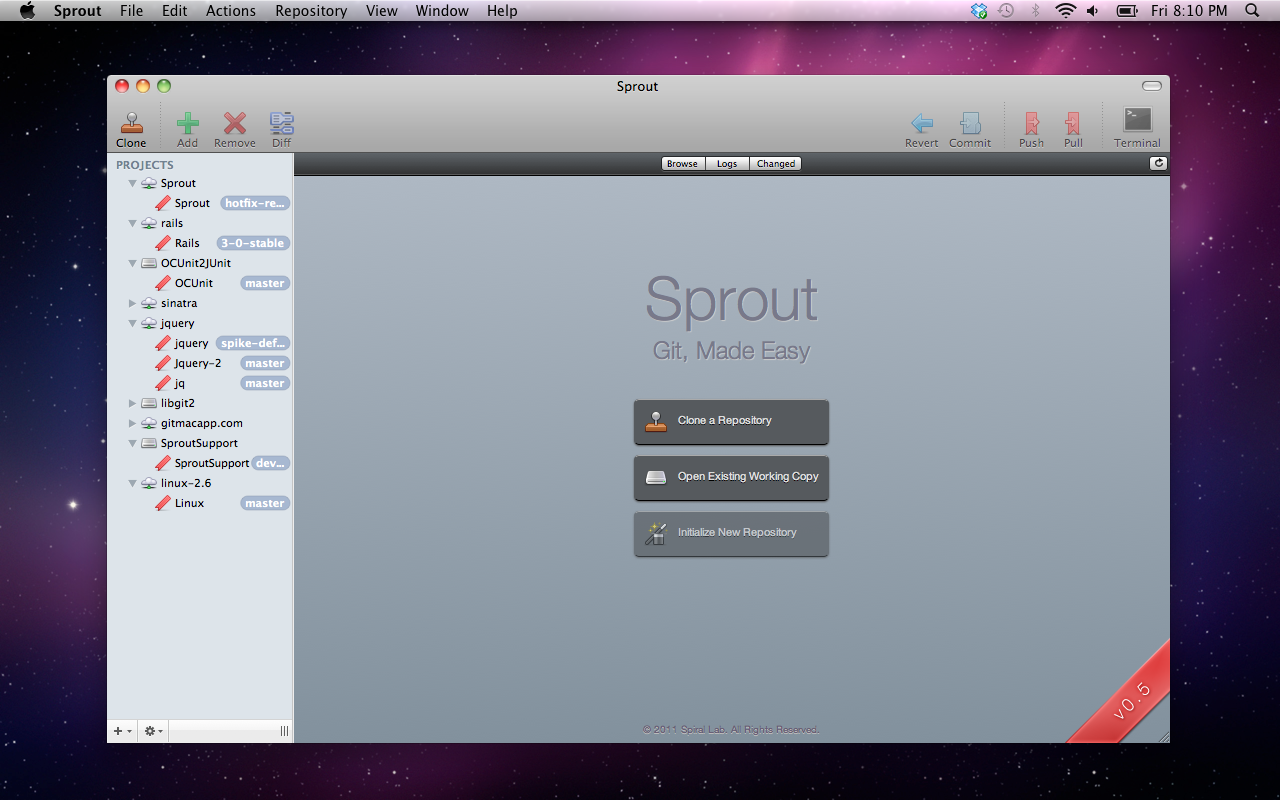 Sprout File Edit Actions Repository View Window Help Fri 8:10 PM
Sprout
Clone Add Remove Diff Revert Commit Push Pull Terminal
Browse Logs Changed
PROJECTS
Sprout
Sprout hotfix-re...
rails
Rails 3-0-stable
OCUnit2JUnit
OCUnit master
sinatra
jquery
jquery spike-def...
Jquery-2 master
jq master
libgit2
gitmacapp.com
SproutSupport
SproutSupport dev...
linux-2.6
Linux master
Sprout
Git, Made Easy
Clone a Repository
Open Existing Working Copy
Initialize New Repository
v0.5
© 2011 Spiral Lab. All Rights Reserved.